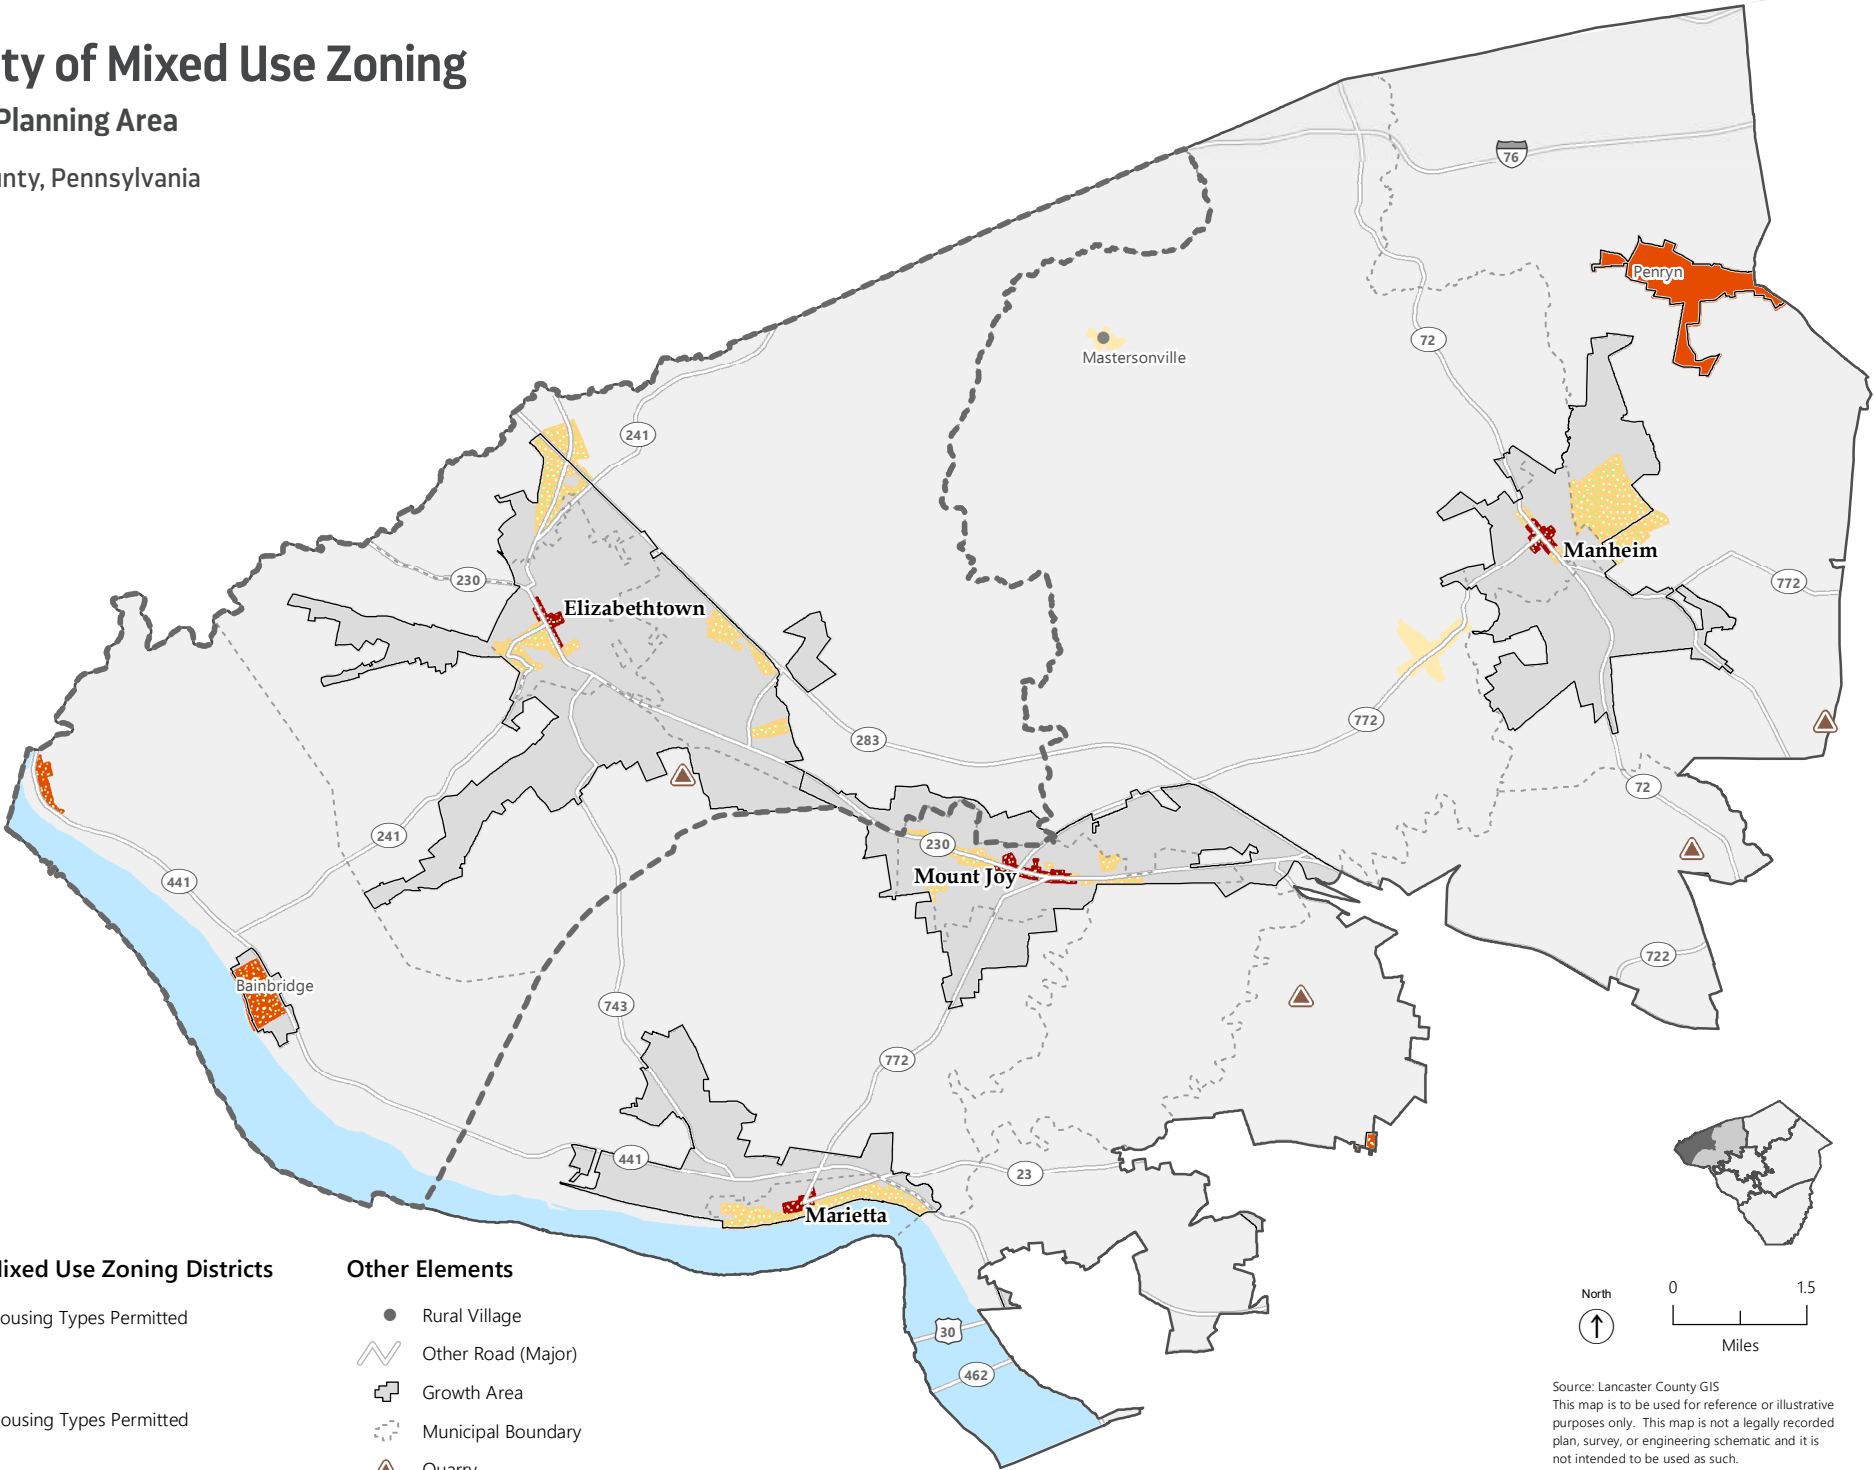 ty of Mixed Use Zoning
Planning Area
nty, Pennsylvania
76
Penryn
72
Mastersonville
241
Manheim
230
Elizabethtown
772
772
283
72
241
230
Mount Joy
441
722
Bainbridge
743
772
441
23
Marietta
30
462
ixed Use Zoning Districts
ousing Types Permitted
ousing Types Permitted
Other Elements
Rural Village
Other Road (Major)
Growth Area
Municipal Boundary
Quarry
North
0 1.5
Miles
Source: Lancaster County GIS
This map is to be used for reference or illustrative
purposes only. This map is not a legally recorded
plan, survey, or engineering schematic and it is
not intended to be used as such.